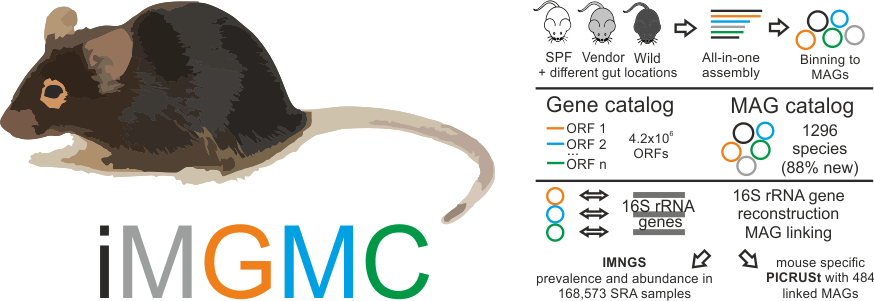 iMGMC
SPF Vendor Wild
+ different gut locations
All-in-one
assembly
Binning to
MAGs
Gene catalog
ORF 1
ORF 2
...
ORF n
4.2x10⁶
ORFs
MAG catalog
1296
species
(88% new)
16S rRNA
genes
16S rRNA gene
reconstruction
MAG linking
IMNGS
prevalence and abundance in
168,573 SRA samples
mouse specific
PICRUSt with 484
linked MAGs